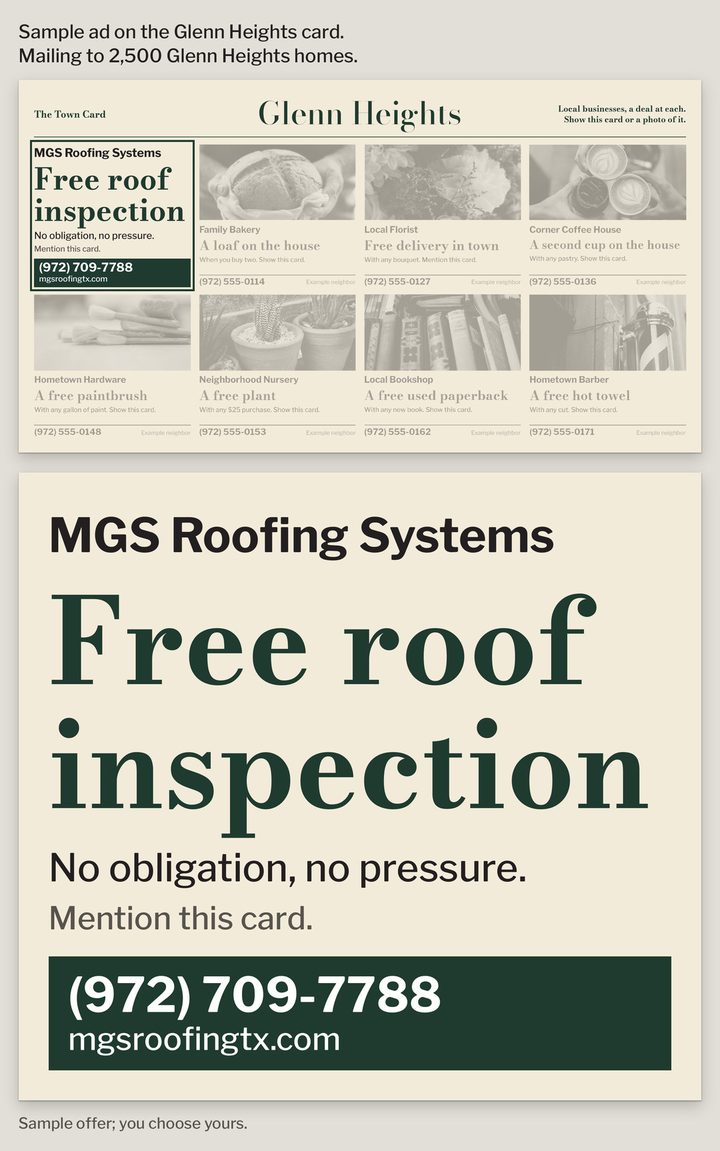 Sample ad on the Glenn Heights card.
Mailing to 2,500 Glenn Heights homes.
The Town Card
Glenn Heights
Local businesses, a deal at each.
Show this card or a photo of it.
MGS Roofing Systems
Free roof
inspection
No obligation, no pressure.
Mention this card.
(972) 709-7788
mgsroofingtx.com
Family Bakery
A loaf on the house
When you buy two. Show this card.
(972) 555-0114
Example neighbor
Local Florist
Free delivery in town
With any bouquet. Mention this card.
(972) 555-0127
Example neighbor
Corner Coffee House
A second cup on the house
With any pastry. Show this card.
(972) 555-0136
Example neighbor
Hometown Hardware
A free paintbrush
With any gallon of paint. Show this card.
(972) 555-0148
Example neighbor
Neighborhood Nursery
A free plant
With any $25 purchase. Show this card.
(972) 555-0153
Example neighbor
Local Bookshop
A free used paperback
With any new book. Show this card.
(972) 555-0162
Example neighbor
Hometown Barber
A free hot towel
With any cut. Show this card.
(972) 555-0171
Example neighbor
MGS Roofing Systems
Free roof
inspection
No obligation, no pressure.
Mention this card.
(972) 709-7788
mgsroofingtx.com
Sample offer; you choose yours.